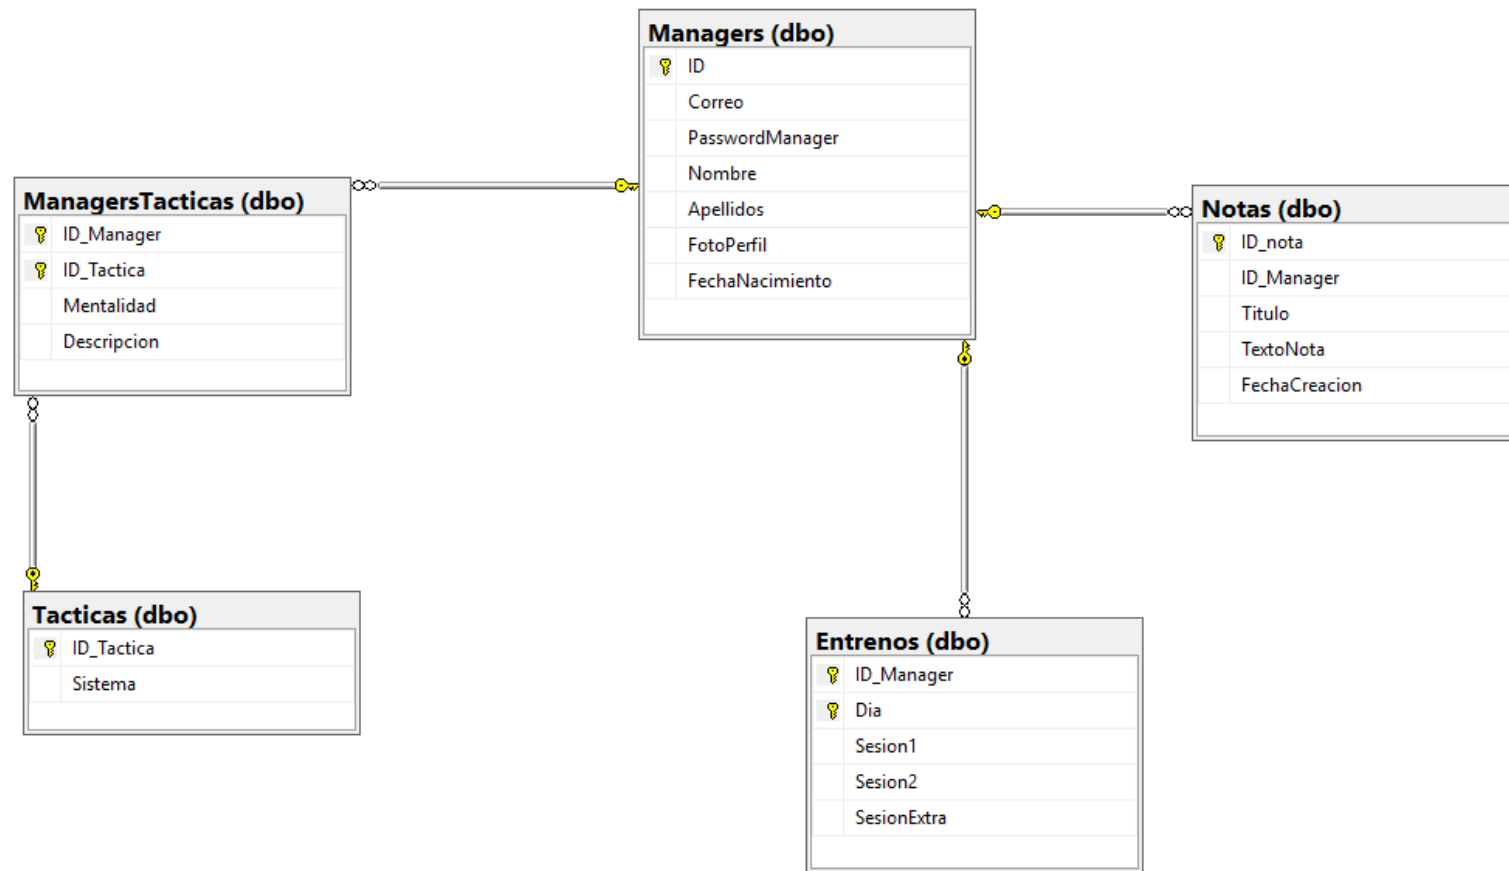 Managers (dbo)
ID
Correo
PasswordManager
Nombre
Apellidos
FotoPerfil
FechaNacimiento
ManagersTacticas (dbo)
ID_Manager
ID_Tactica
Mentalidad
Descripcion
Notas (dbo)
ID_nota
ID_Manager
Titulo
TextoNota
FechaCreacion
Tacticas (dbo)
ID_Tactica
Sistema
Entrenos (dbo)
ID_Manager
Dia
Sesion1
Sesion2
SesionExtra